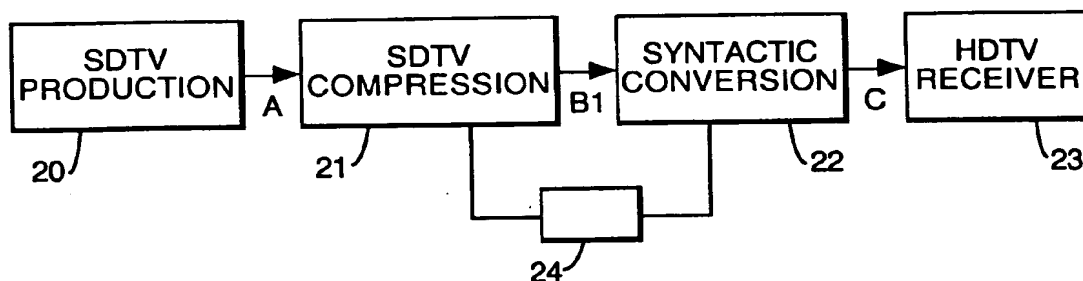 SDTV
PRODUCTION
A
SDTV
COMPRESSION
B1
SYNTACTIC
CONVERSION
C
HDTV
RECEIVER
20
21
22
23
24